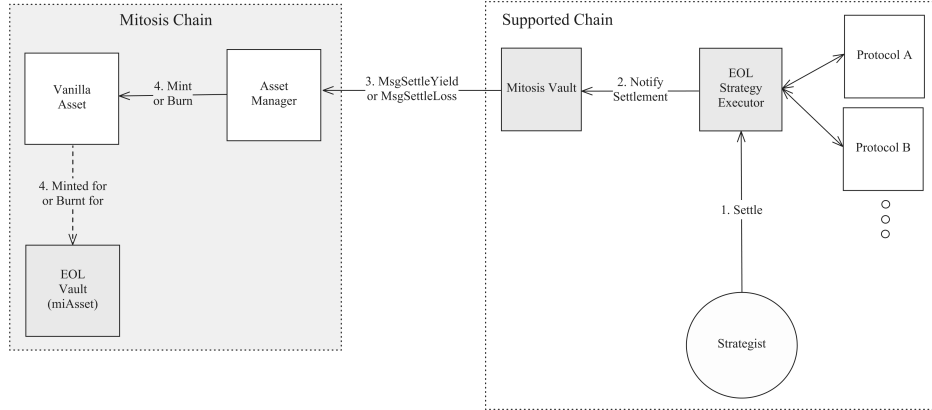 Mitosis Chain
Vanilla
Asset
4. Mint
or Burn
Asset
Manager
4. Minted for
or Burnt for
EOL
Vault
(miAsset)
3. MsgSettleYield
or MsgSettleLoss
Supported Chain
Mitosis Vault
2. Notify
Settlement
EOL
Strategy
Executor
Protocol A
Protocol B
1. Settle
Strategist